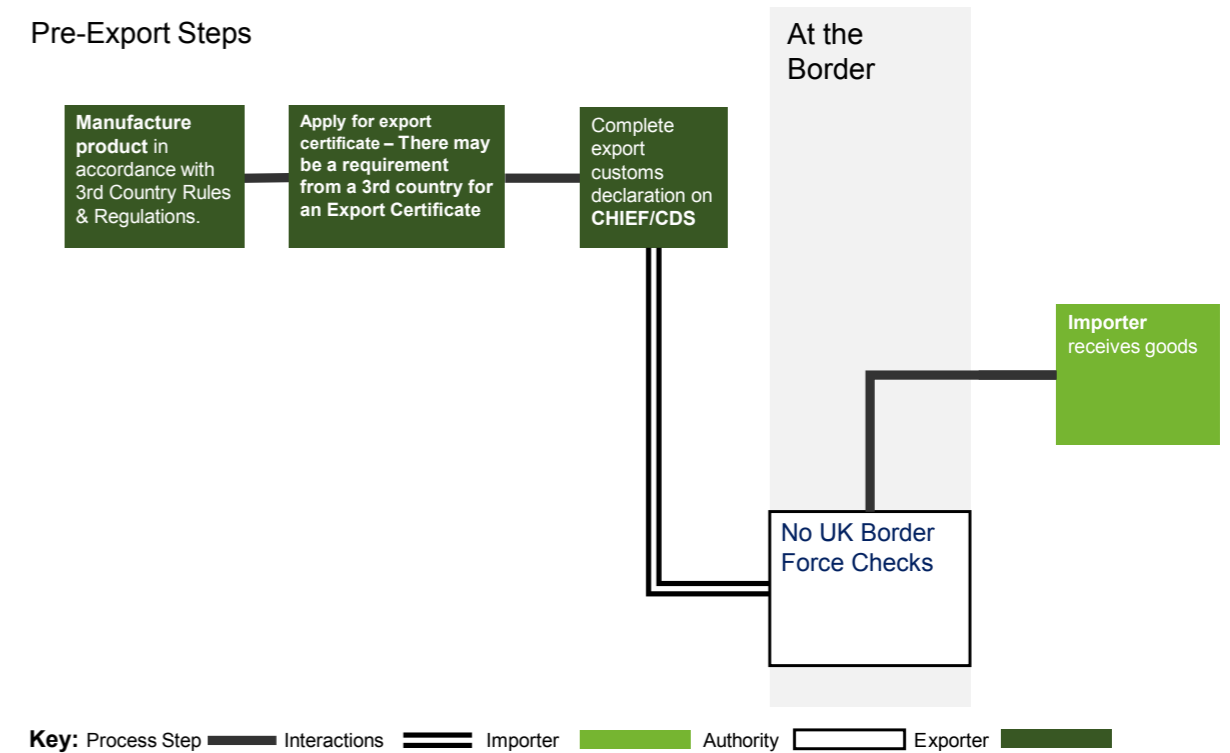 Pre-Export Steps
At the
Border
Manufacture
product in
accordance with
3rd Country Rules
& Regulations.
Apply for export
certificate – There may
be a requirement
from a 3rd country for
an Export Certificate
Complete
export
customs
declaration on
CHIEF/CDS
Importer
receives goods
No UK Border
Force Checks
Key: Process Step Interactions Importer Authority Exporter